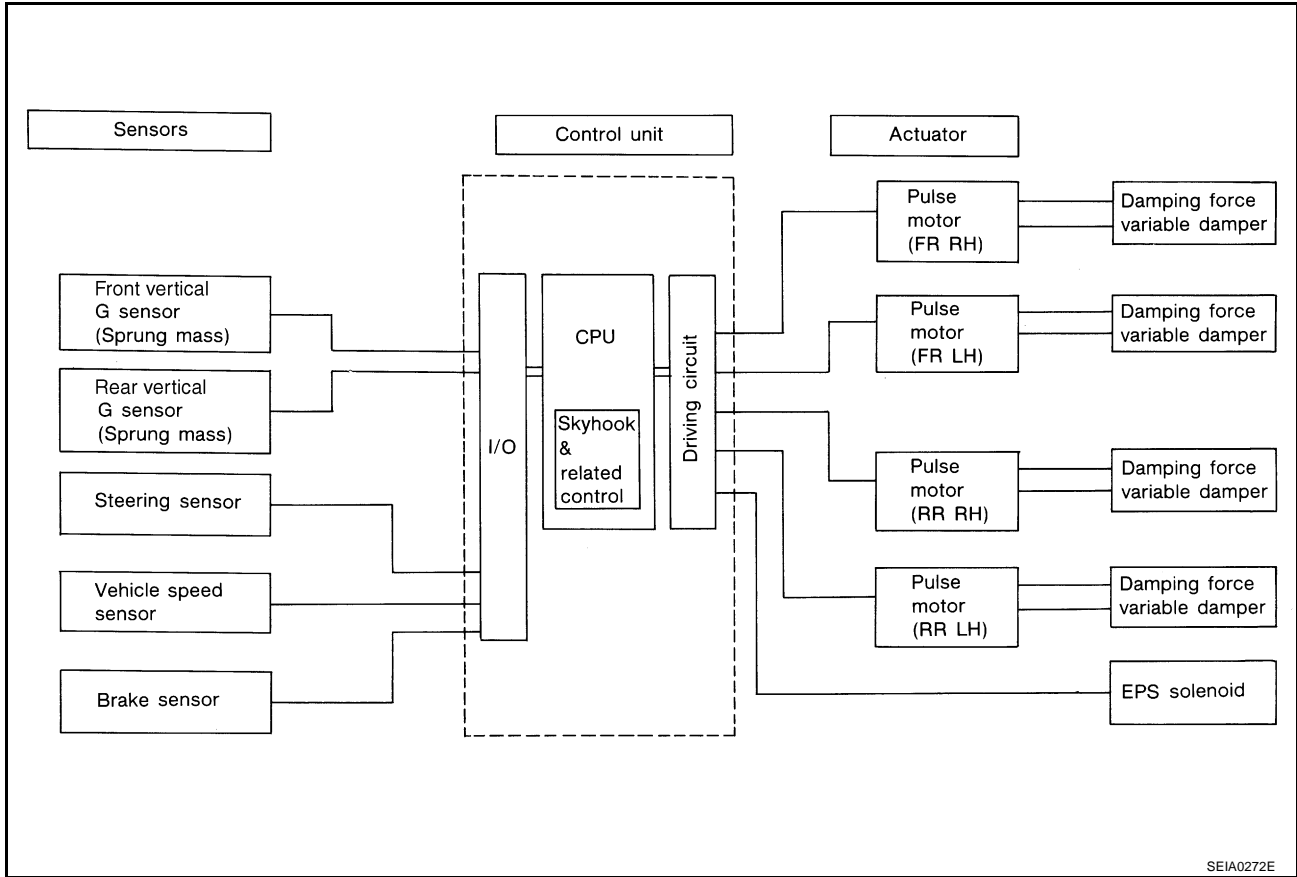 Sensors
Control unit
Actuator
Front vertical
G sensor
(Sprung mass)
Rear vertical
G sensor
(Sprung mass)
Steering sensor
Vehicle speed
sensor
Brake sensor
I/O
CPU
Skyhook
&
related
control
Driving circuit
Pulse
motor
(FR RH)
Damping force
variable damper
Pulse
motor
(FR LH)
Damping force
variable damper
Pulse
motor
(RR RH)
Damping force
variable damper
Pulse
motor
(RR LH)
Damping force
variable damper
EPS solenoid
SEIA0272E